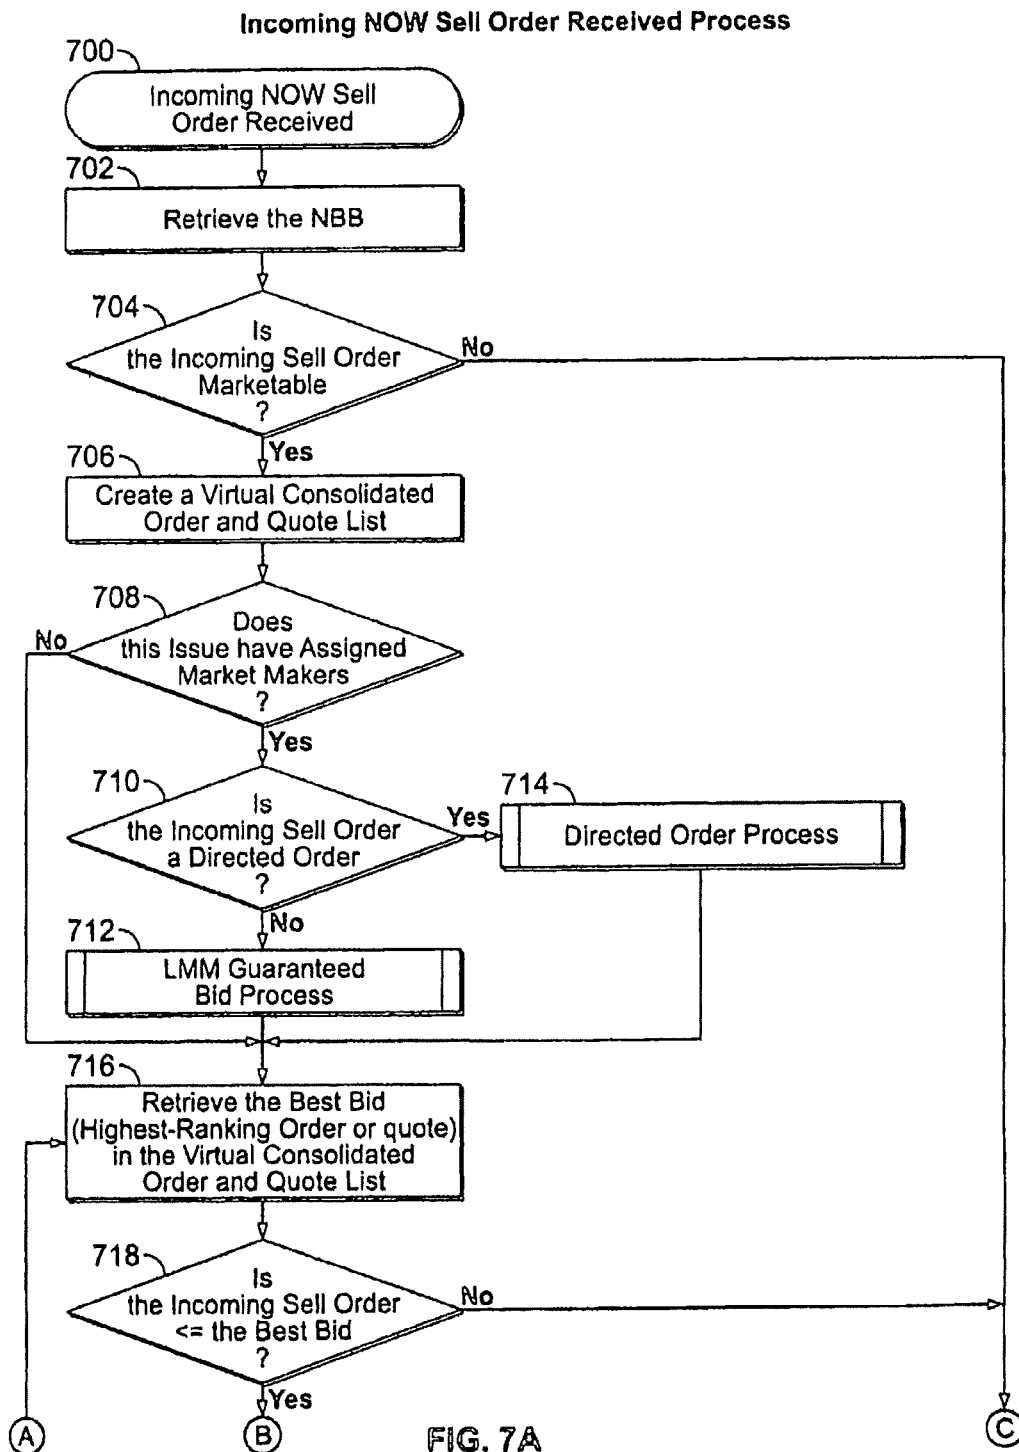 Incoming NOW Sell Order Received Process
700
Incoming NOW Sell
Order Received
702
Retrieve the NBB
704
Is
the Incoming Sell Order
Marketable
?
No
Yes
706
Create a Virtual Consolidated
Order and Quote List
708
Does
this Issue have Assigned
Market Makers
?
No
Yes
710
Is
the Incoming Sell Order
a Directed Order
?
Yes
714
Directed Order Process
No
712
LMM Guaranteed
Bid Process
716
Retrieve the Best Bid
(Highest-Ranking Order or quote)
in the Virtual Consolidated
Order and Quote List
718
Is
the Incoming Sell Order
<= the Best Bid
?
No
Yes
A
B
FIG. 7A
C